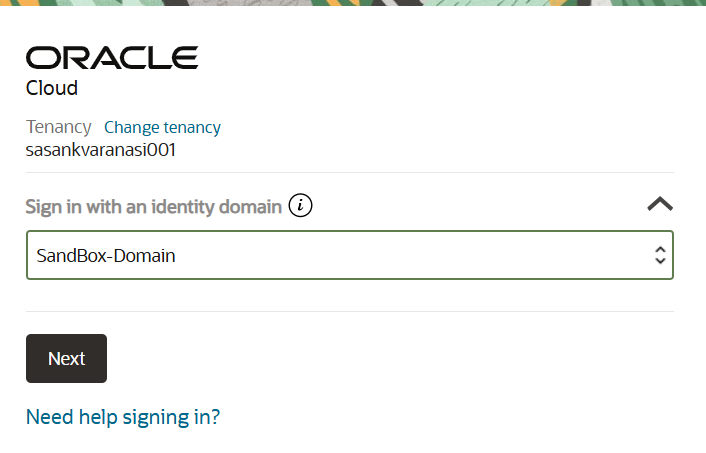 ORACLE
Cloud
Tenancy Change tenancy
sasankvaranasi001
Sign in with an identity domain i
SandBox-Domain
Next
Need help signing in?